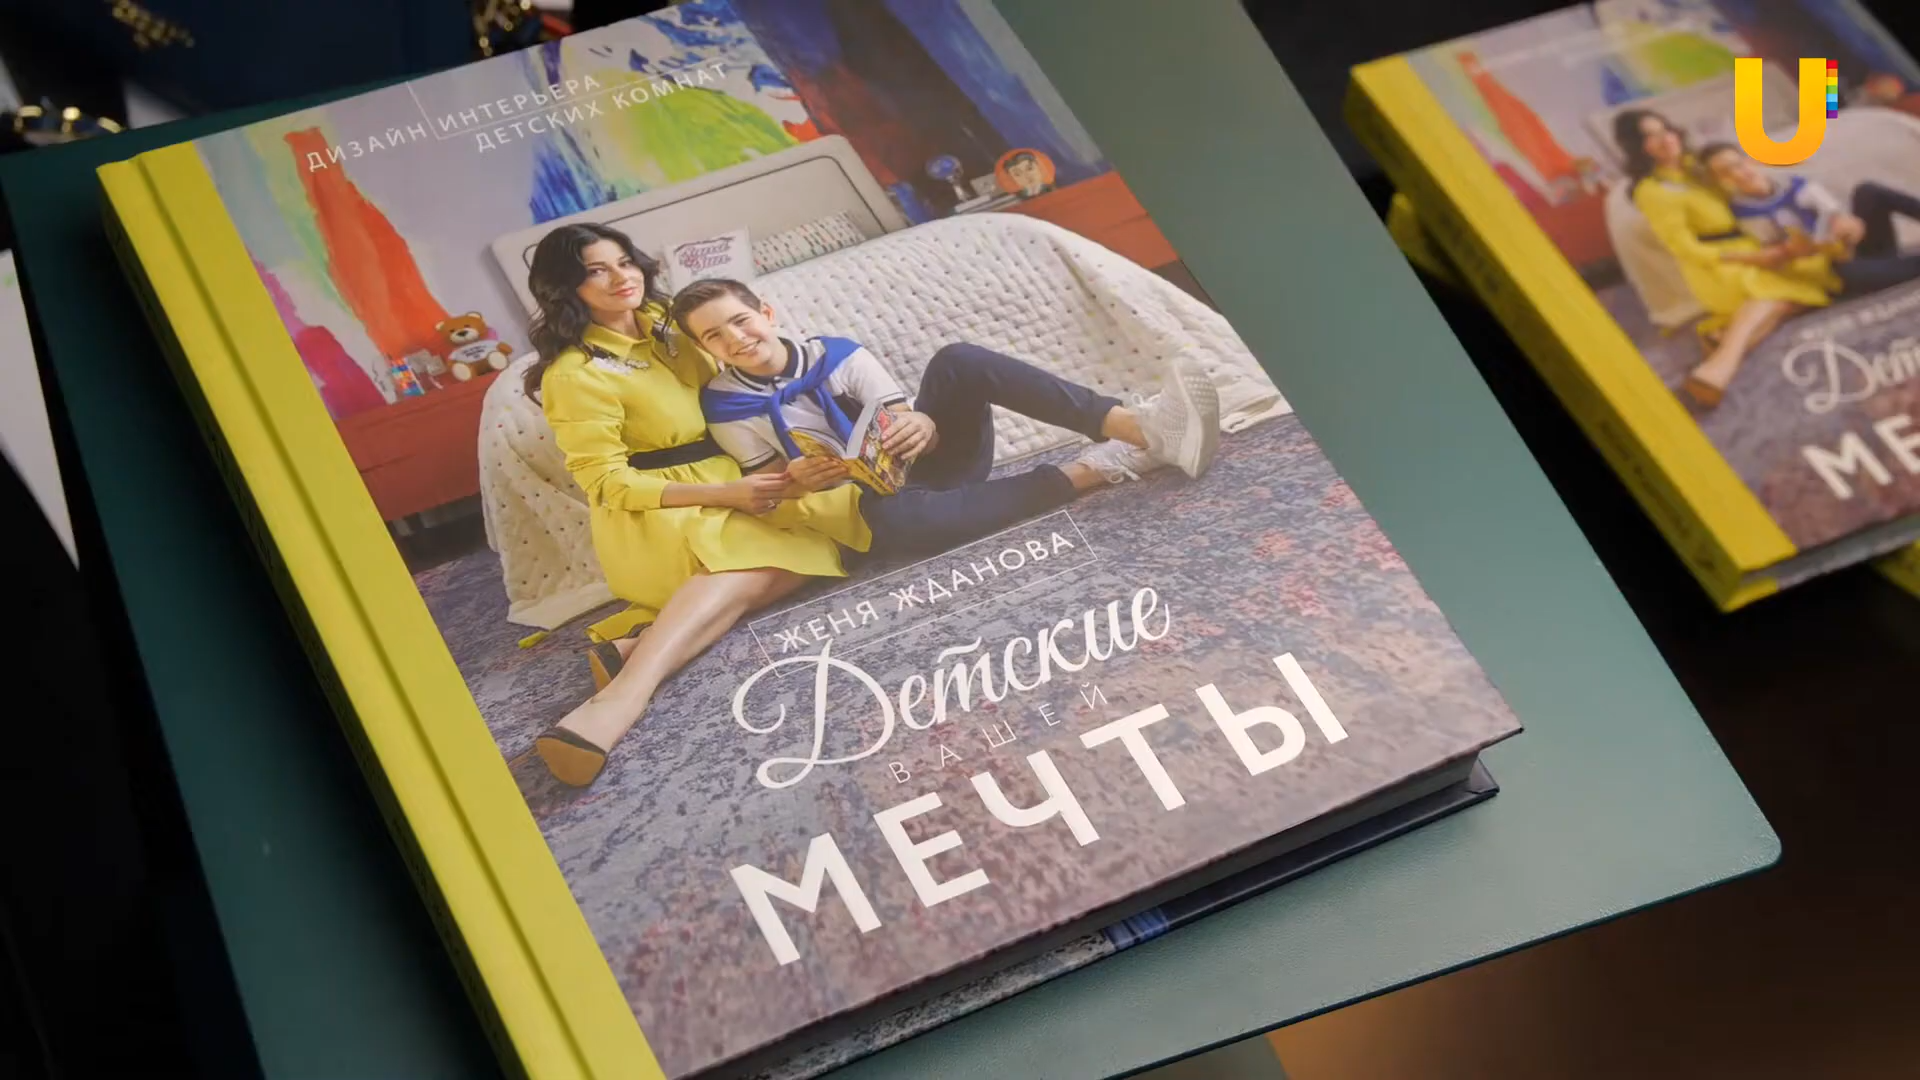 ДИЗАЙН ИНТЕРЬЕРА
ДЕТСКИХ КОМНАТ
ЖЕНЯ ЖДАНОВА
Детские
ВАШЕЙ
МЕЧТЫ
U